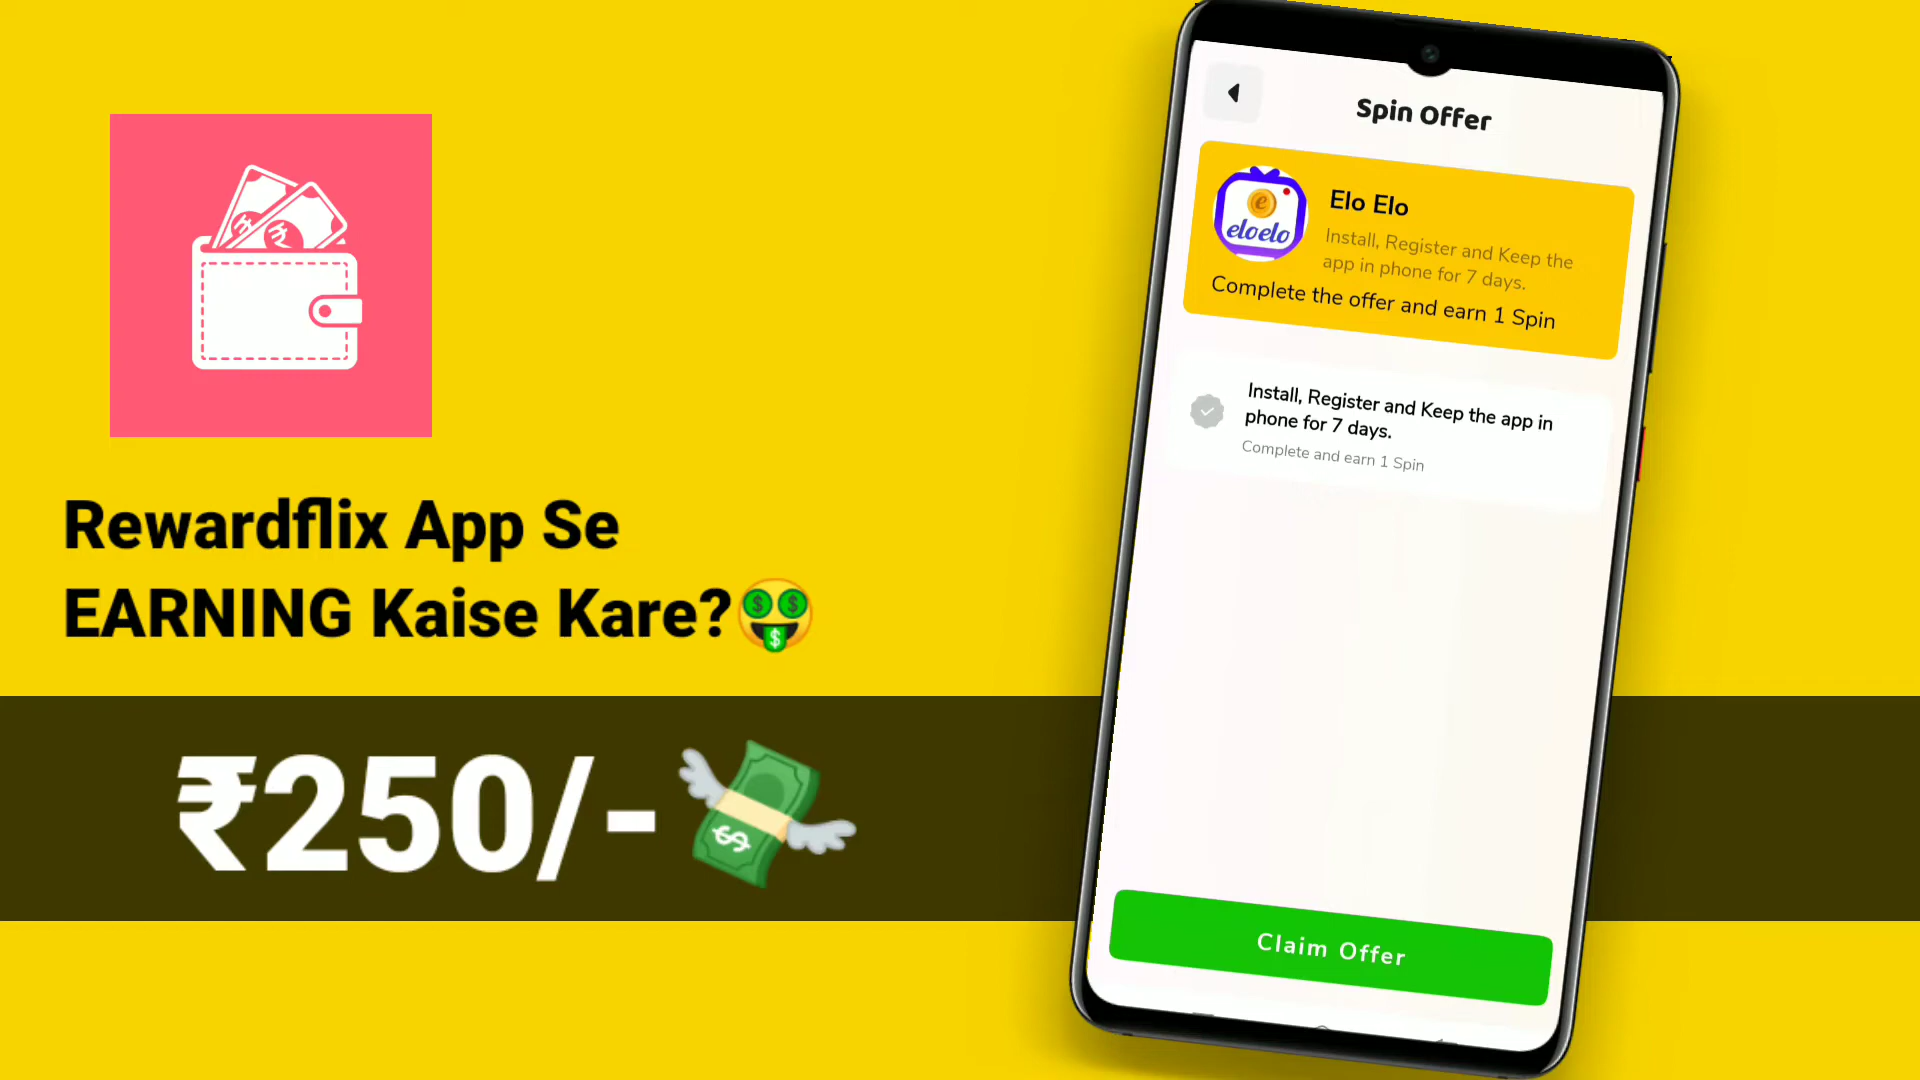 Rewardflix App Se
EARNING Kaise Kare?🤑
₹250/-💸
Spin Offer
eloelo
Elo Elo
Install, Register and Keep the
app in phone for 7 days.
Complete the offer and earn 1 Spin
Install, Register and Keep the app in
phone for 7 days.
Complete and earn 1 Spin
Claim Offer